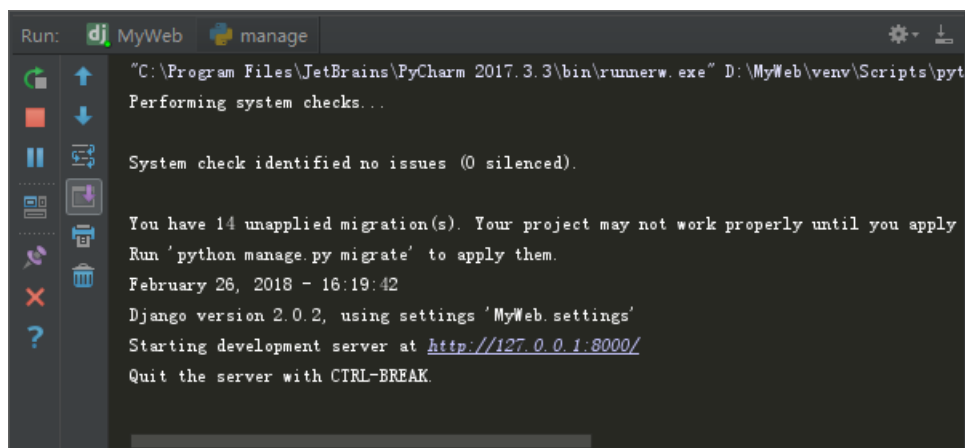 Run: MyWeb manage
"C:\Program Files\JetBrains\PyCharm 2017.3.3\bin\runnerw.exe" D:\MyWeb\venv\Scripts\pyt
Performing system checks...
System check identified no issues (0 silenced).
You have 14 unapplied migration(s). Your project may not work properly until you apply
Run 'python manage.py migrate' to apply them.
February 26, 2018 - 16:19:42
Django version 2.0.2, using settings 'MyWeb.settings'
Starting development server at http://127.0.0.1:8000/
Quit the server with CTRL-BREAK.